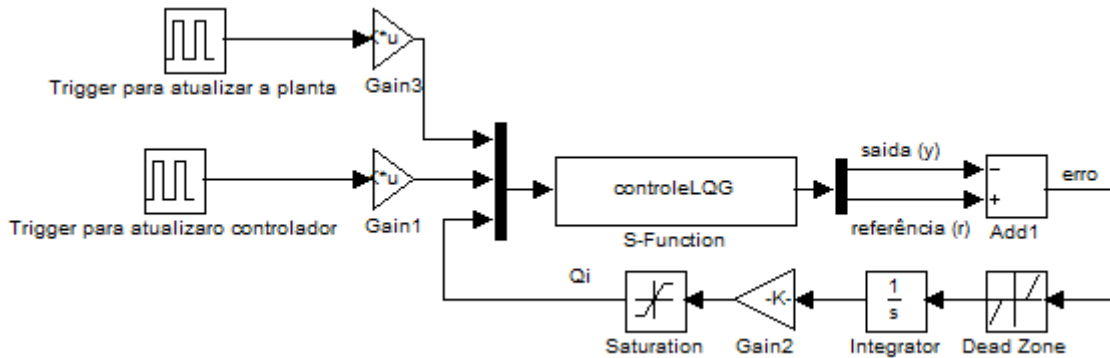 Trigger para atualizar a planta
*u
Gain3
Trigger para atualizaro controlador
*u
Gain1
controleLQG
S-Function
saida (y)
referência (r)
−
+
Add1
erro
Qi
Saturation
-K-
Gain2
1
s
Integrator
Dead Zone